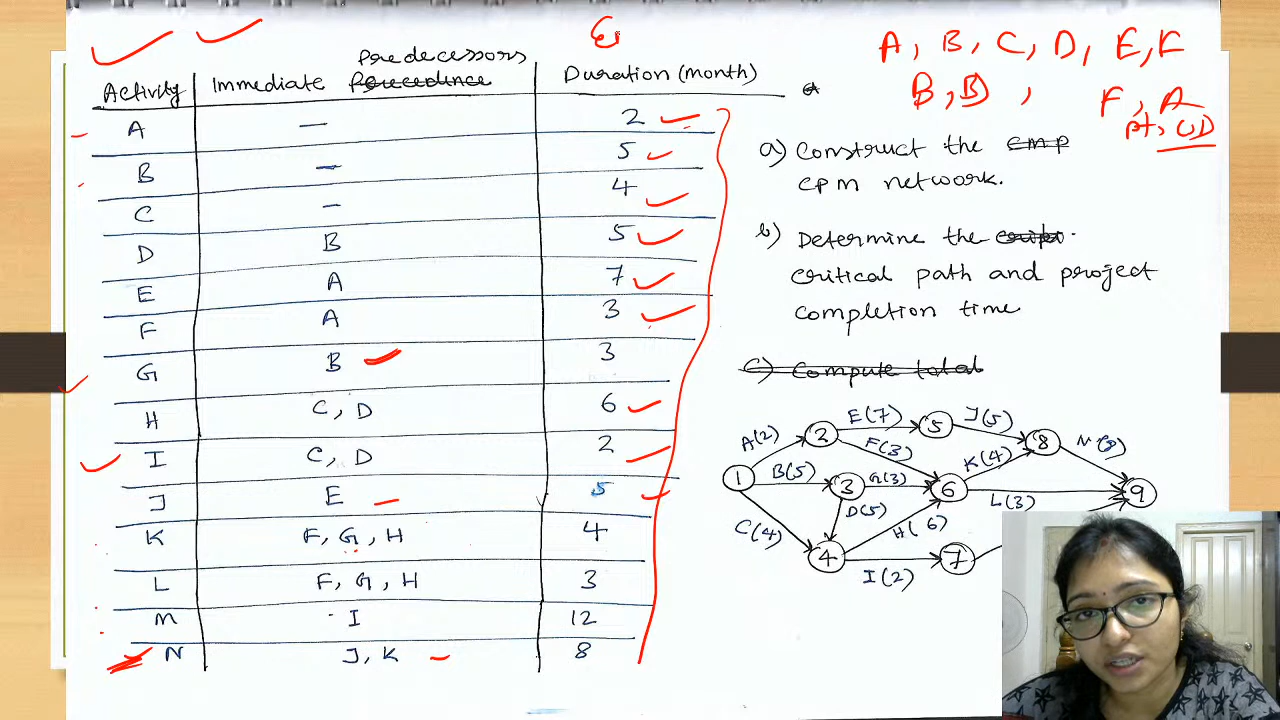 Predecessors
Activity Immediate Precedence Duration (month)
A — 2
B — 5
C — 4
D B 5
E A 7
F A 3
G B 3
H C, D 6
I C, D 2
J E 5
K F, G, H 4
L F, G, H 3
M I 12
N J, K 8
A, B, C, D, E, F
B, B, F, A
a) Construct the cmp
CPM network.
b) Determine the
critical path and project
completion time
c) Compute total
1 2 3 4 5 6 7 8 9
A(2)
B(5)
C(4)
E(7)
F(3)
G(3)
D(5)
H(6)
I(2)
J(5)
K(4)
L(3)